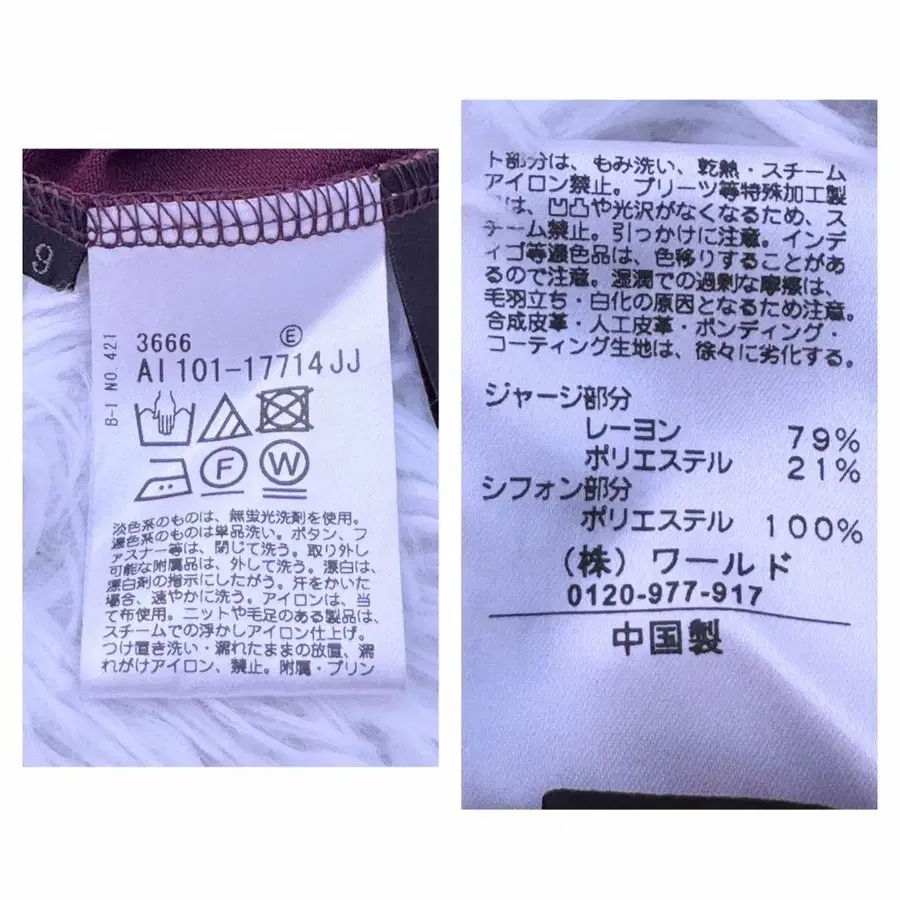 9
B-1 NO.421
3666
E
AI 101-17714 JJ
F W
淡色系のものは、無蛍光洗剤を使用。
濃色系のものは単品洗い。ボタン、フ
ァスナー等は、閉じて洗う。取り外し
可能な附属品は、外して洗う。漂白は、
漂白剤の指示にしたがう。汗をかいた
場合、速やかに洗う。アイロンは、当
て布使用。ニットや毛足のある製品は、
スチームでの浮かしアイロン仕上げ。
つけ置き洗い・濡れたままの放置、濡
れがけアイロン、禁止。附属・プリン
ト部分は、もみ洗い、乾熱・スチーム
アイロン禁止。プリーツ等特殊加工製
は、凹凸や光沢がなくなるため、ス
チーム禁止。引っかけに注意。インデ
ィゴ等濃色品は、色移りすることがあ
るので注意。湿潤での過剰な摩擦は、
毛羽立ち・白化の原因となるため注意。
合成皮革・人工皮革・ボンディング・
コーティング生地は、徐々に劣化する。
ジャージ部分
レーヨン 79%
ポリエステル 21%
シフォン部分
ポリエステル 100%
(株) ワールド
0120-977-917
中国製